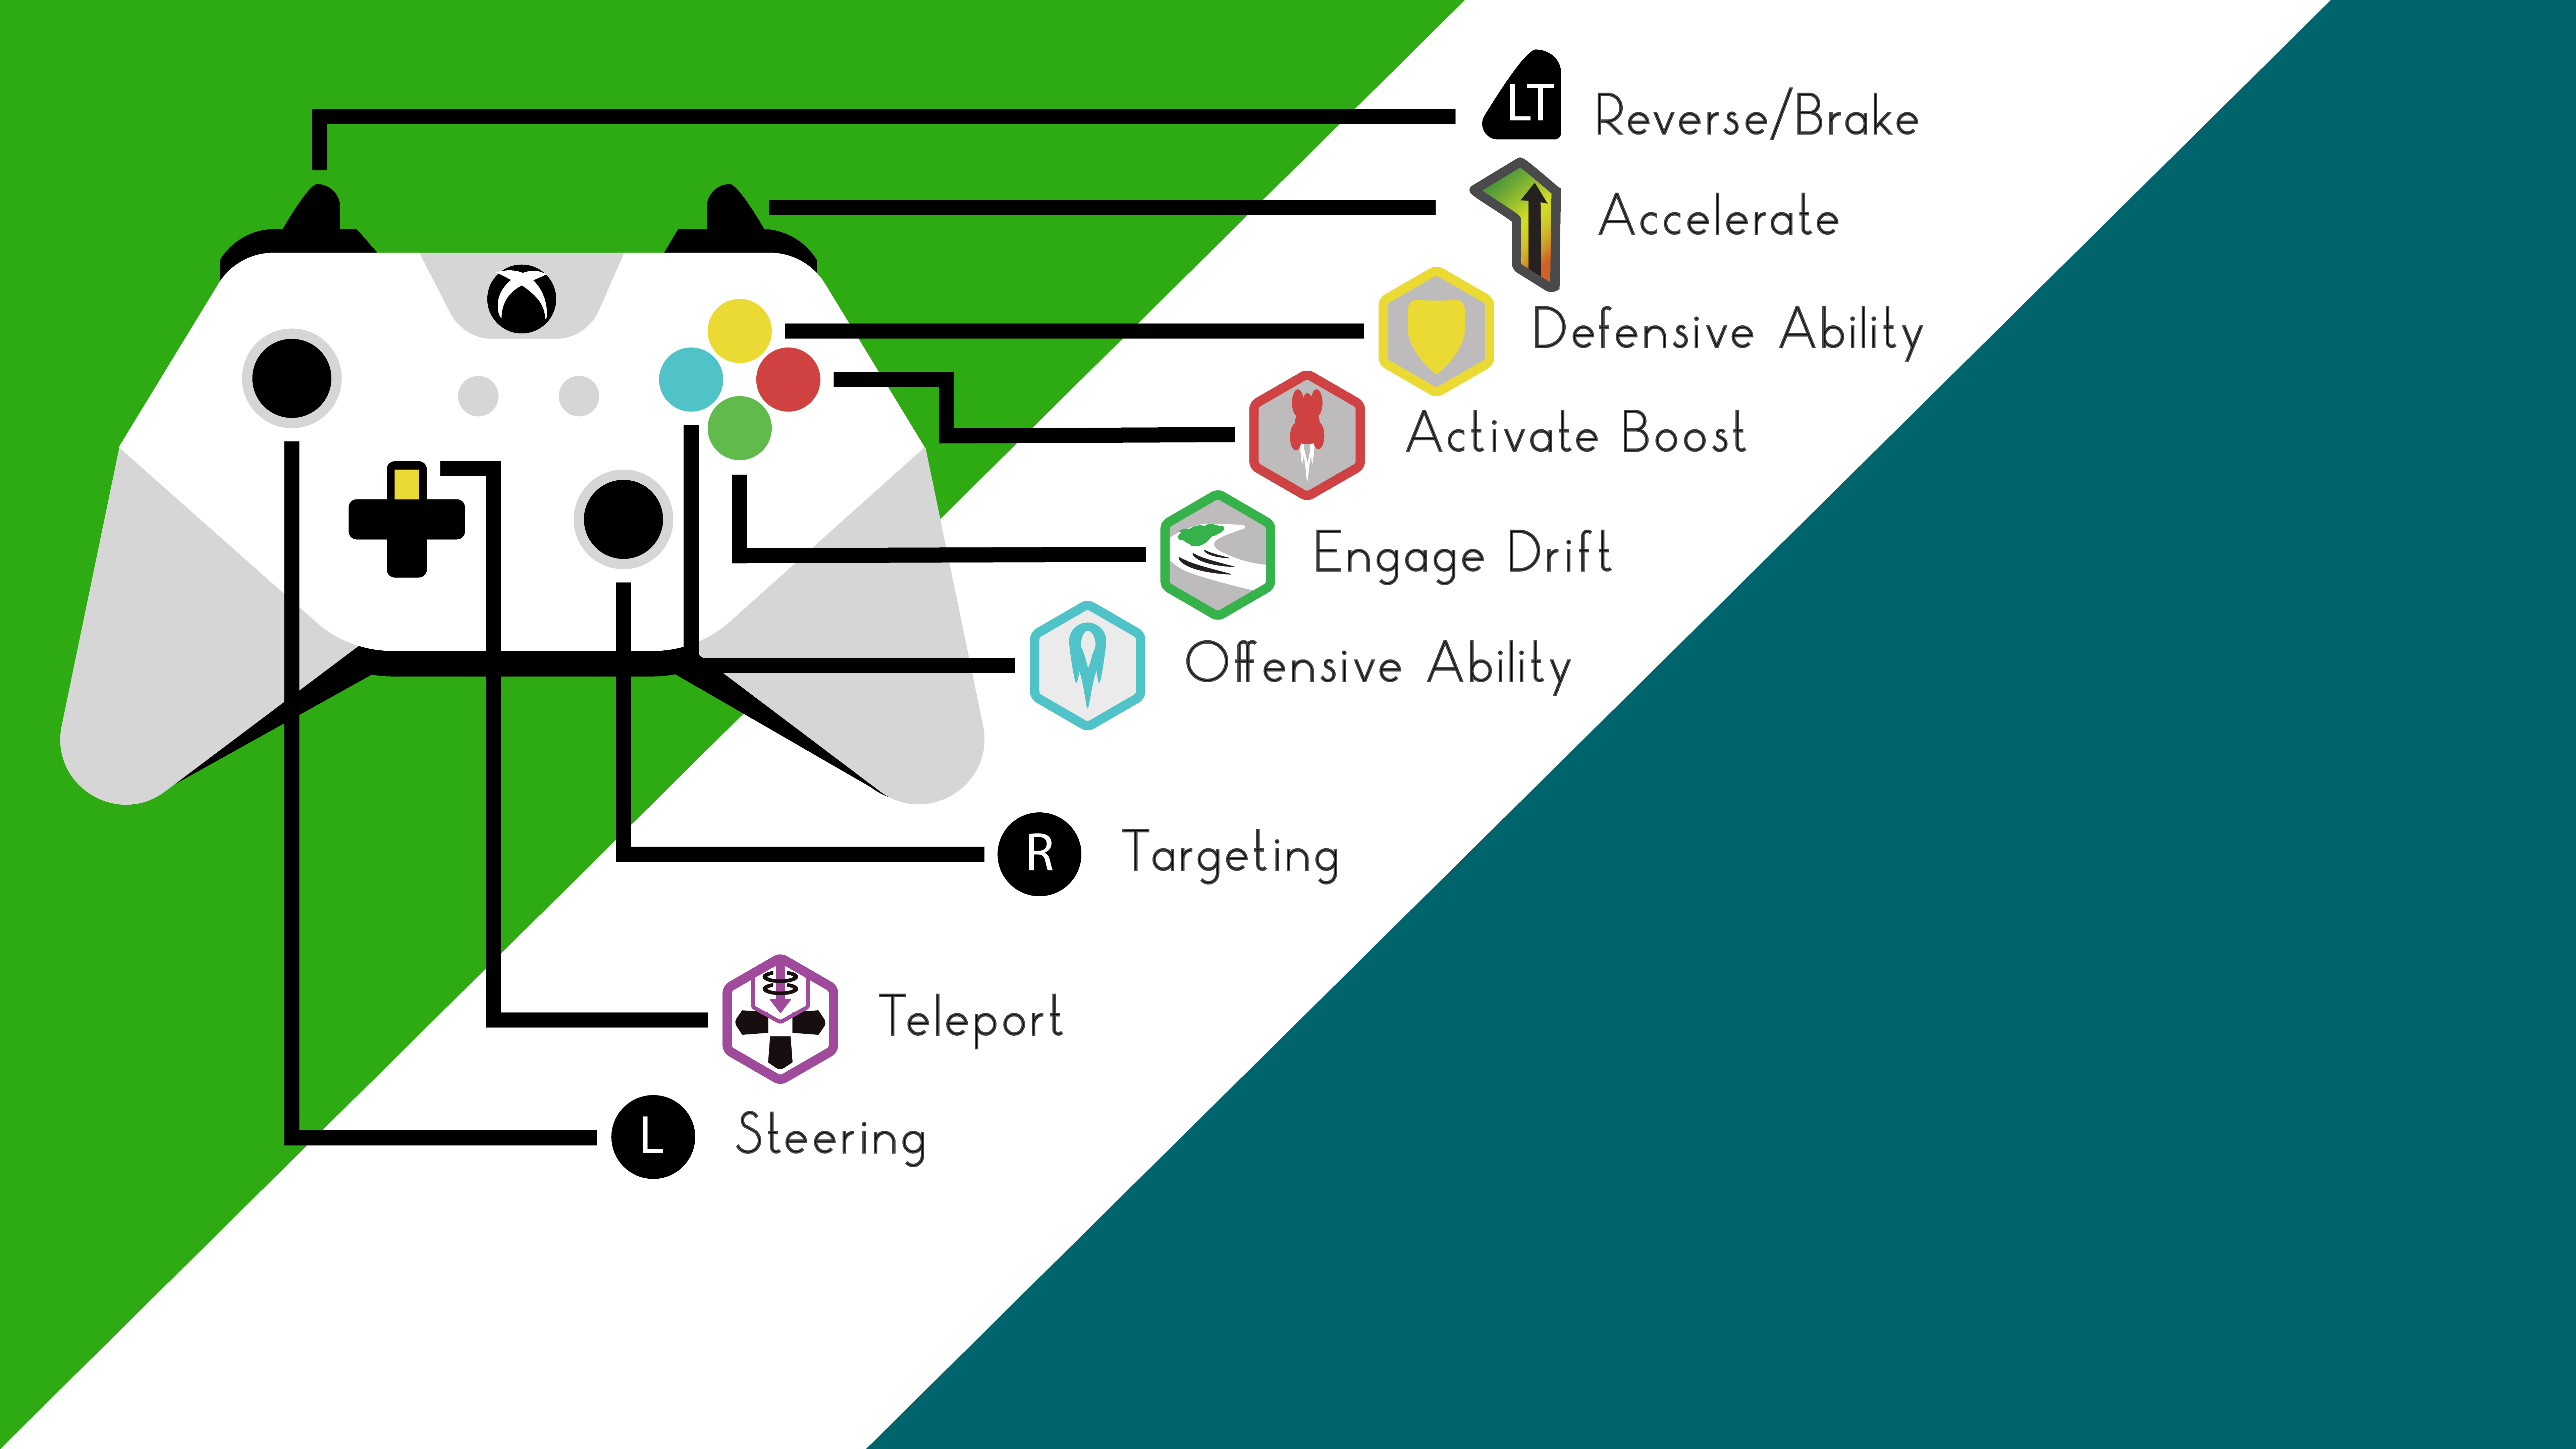 LT Reverse/Brake
Accelerate
Defensive Ability
Activate Boost
Engage Drift
Offensive Ability
R Targeting
Teleport
L Steering